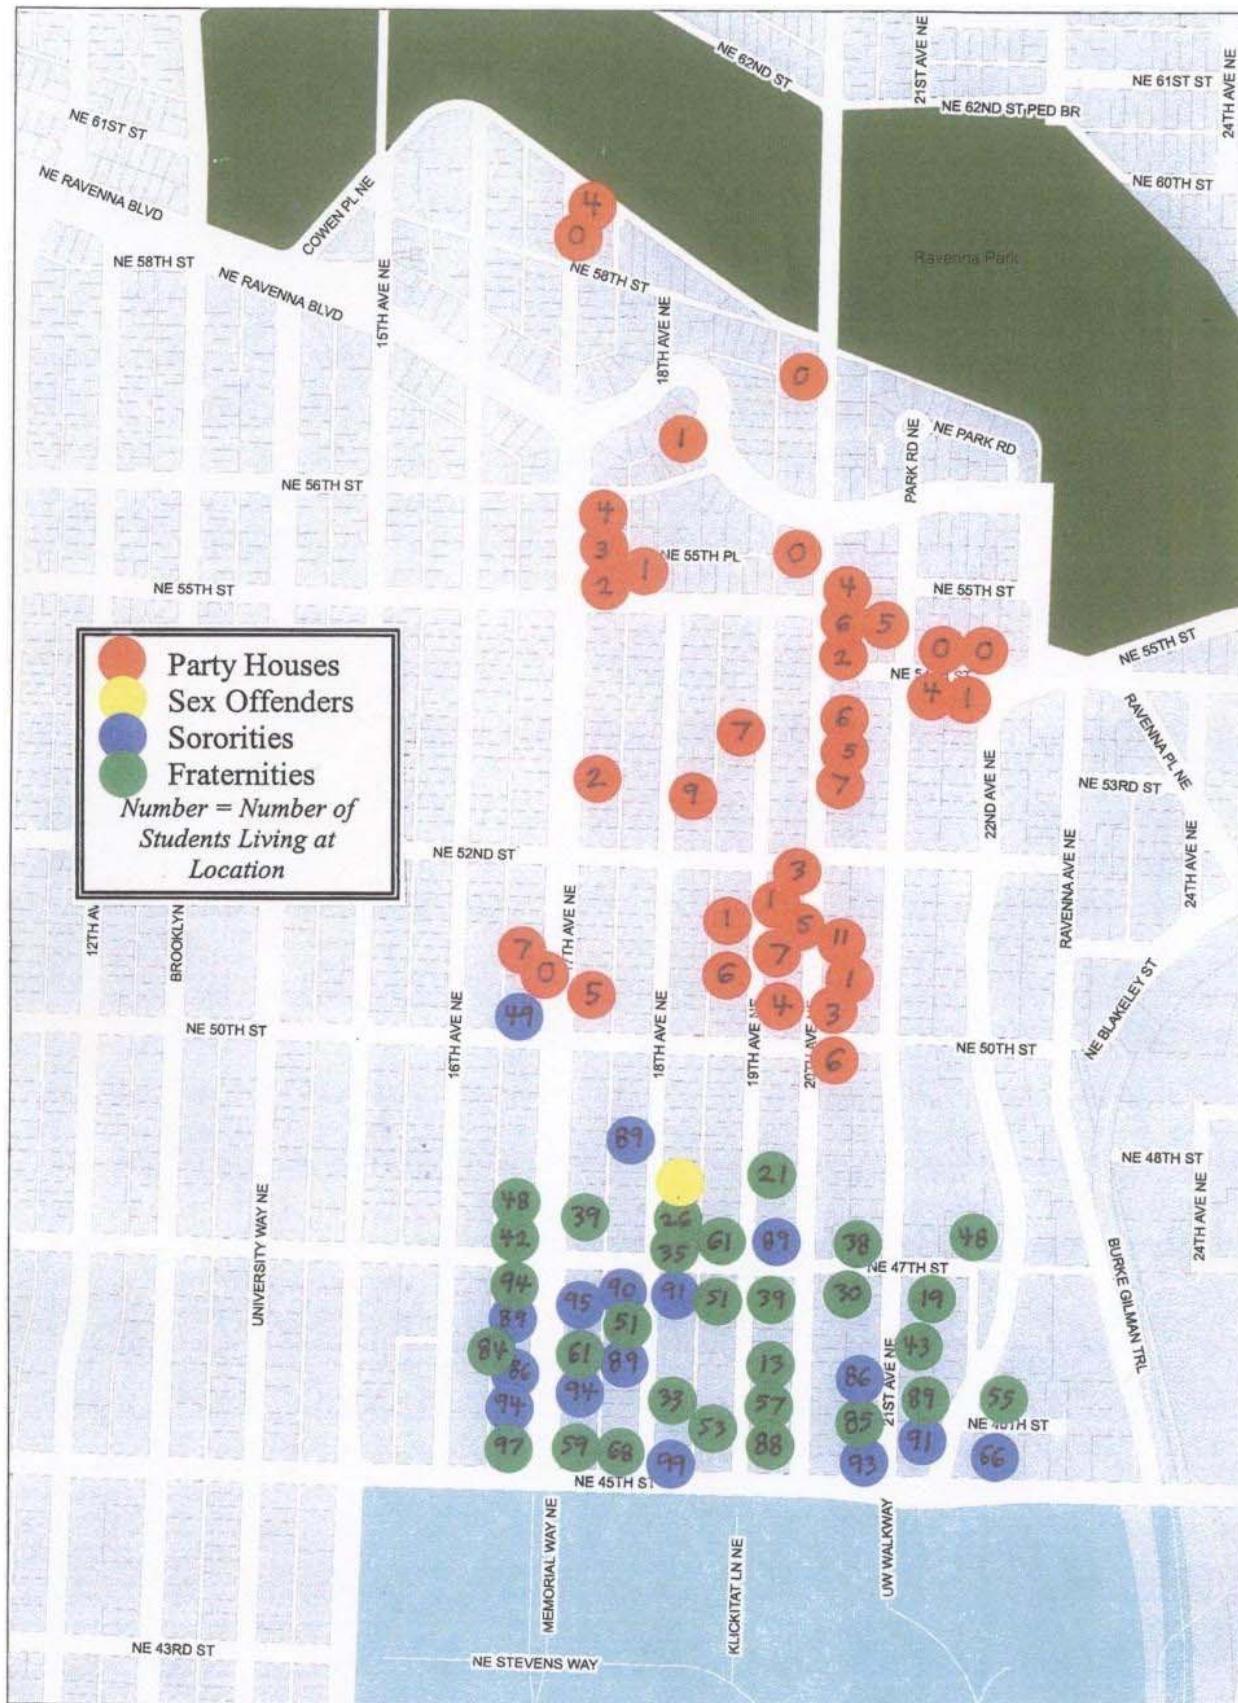 21ST AVE NE
NE 62ND ST
NE 61ST ST
24TH AVE NE
NE 62ND ST PED BR
NE 61ST ST
NE 60TH ST
NE RAVENNA BLVD
COWEN PL NE
4
0
NE 58TH ST
Ravenna Park
NE RAVENNA BLVD
NE 58TH ST
15TH AVE NE
18TH AVE NE
0
1
PARK RD NE
NE PARK RD
NE 56TH ST
4
3
1
NE 55TH PL
0
2
NE 55TH ST
4
NE 55TH ST
6
5
2
0
0
NE 55TH ST
4
1
Party Houses
Sex Offenders
Sororities
Fraternities
Number = Number of
Students Living at
Location
6
7
5
RAVENNA PL NE
2
9
7
22ND AVE NE
NE 53RD ST
NE 52ND ST
3
24TH AVE NE
RAVENNA AVE NE
12TH AV
BROOKLYN
1
1
5
11
7
7TH AVE NE
7
0
6
1
5
4
3
49
NE 50TH ST
16TH AVE NE
18TH AVE NE
19TH AVE NE
20TH AVE NE
6
NE 50TH ST
NE BLAKELEY ST
89
NE 48TH ST
21
UNIVERSITY WAY NE
48
39
26
42
35
61
89
38
48
24TH AVE NE
NE 47TH ST
94
95
90
91
51
39
30
19
BURKE GILMAN TRL
89
51
84
61
89
13
43
86
86
21ST AVE NE
94
94
33
57
89
55
53
85
97
59
68
88
91
99
93
66
NE 45TH ST
MEMORIAL WAY NE
KLICKITAT LN NE
UW WALKWAY
NE 43RD ST
NE STEVENS WAY